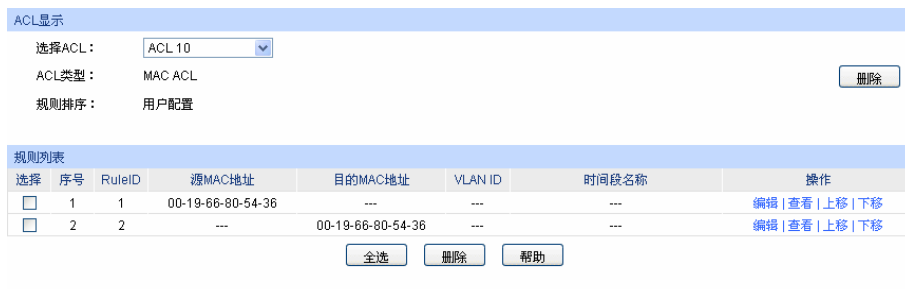 ACL显示
选择ACL： ACL 10
ACL类型： MAC ACL 删除
规则排序： 用户配置
规则列表
选择 序号 RuleID 源MAC地址 目的MAC地址 VLAN ID 时间段名称 操作
1 1 00-19-66-80-54-36 --- --- --- 编辑 | 查看 | 上移 | 下移
2 2 --- 00-19-66-80-54-36 --- --- 编辑 | 查看 | 上移 | 下移
全选 删除 帮助